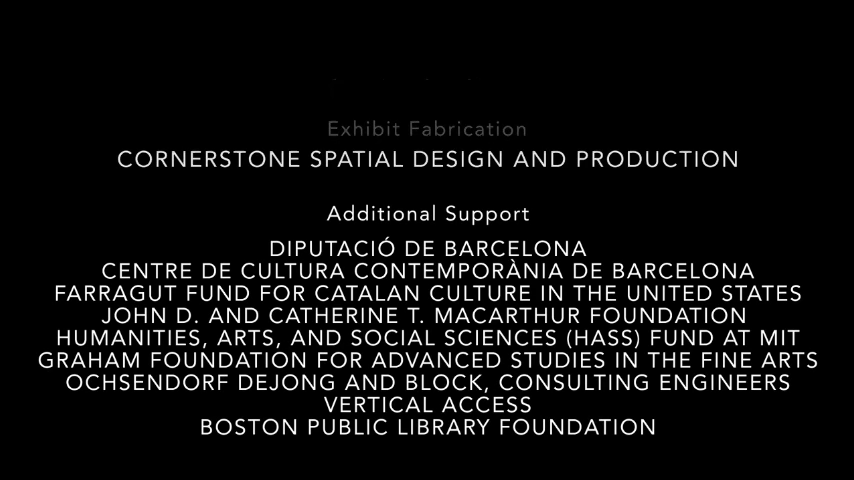 Exhibit Fabrication
CORNERSTONE SPATIAL DESIGN AND PRODUCTION
Additional Support
DIPUTACIÓ DE BARCELONA
CENTRE DE CULTURA CONTEMPORÀNIA DE BARCELONA
FARRAGUT FUND FOR CATALAN CULTURE IN THE UNITED STATES
JOHN D. AND CATHERINE T. MACARTHUR FOUNDATION
HUMANITIES, ARTS, AND SOCIAL SCIENCES (HASS) FUND AT MIT
GRAHAM FOUNDATION FOR ADVANCED STUDIES IN THE FINE ARTS
OCHSENDORF DEJONG AND BLOCK, CONSULTING ENGINEERS
VERTICAL ACCESS
BOSTON PUBLIC LIBRARY FOUNDATION